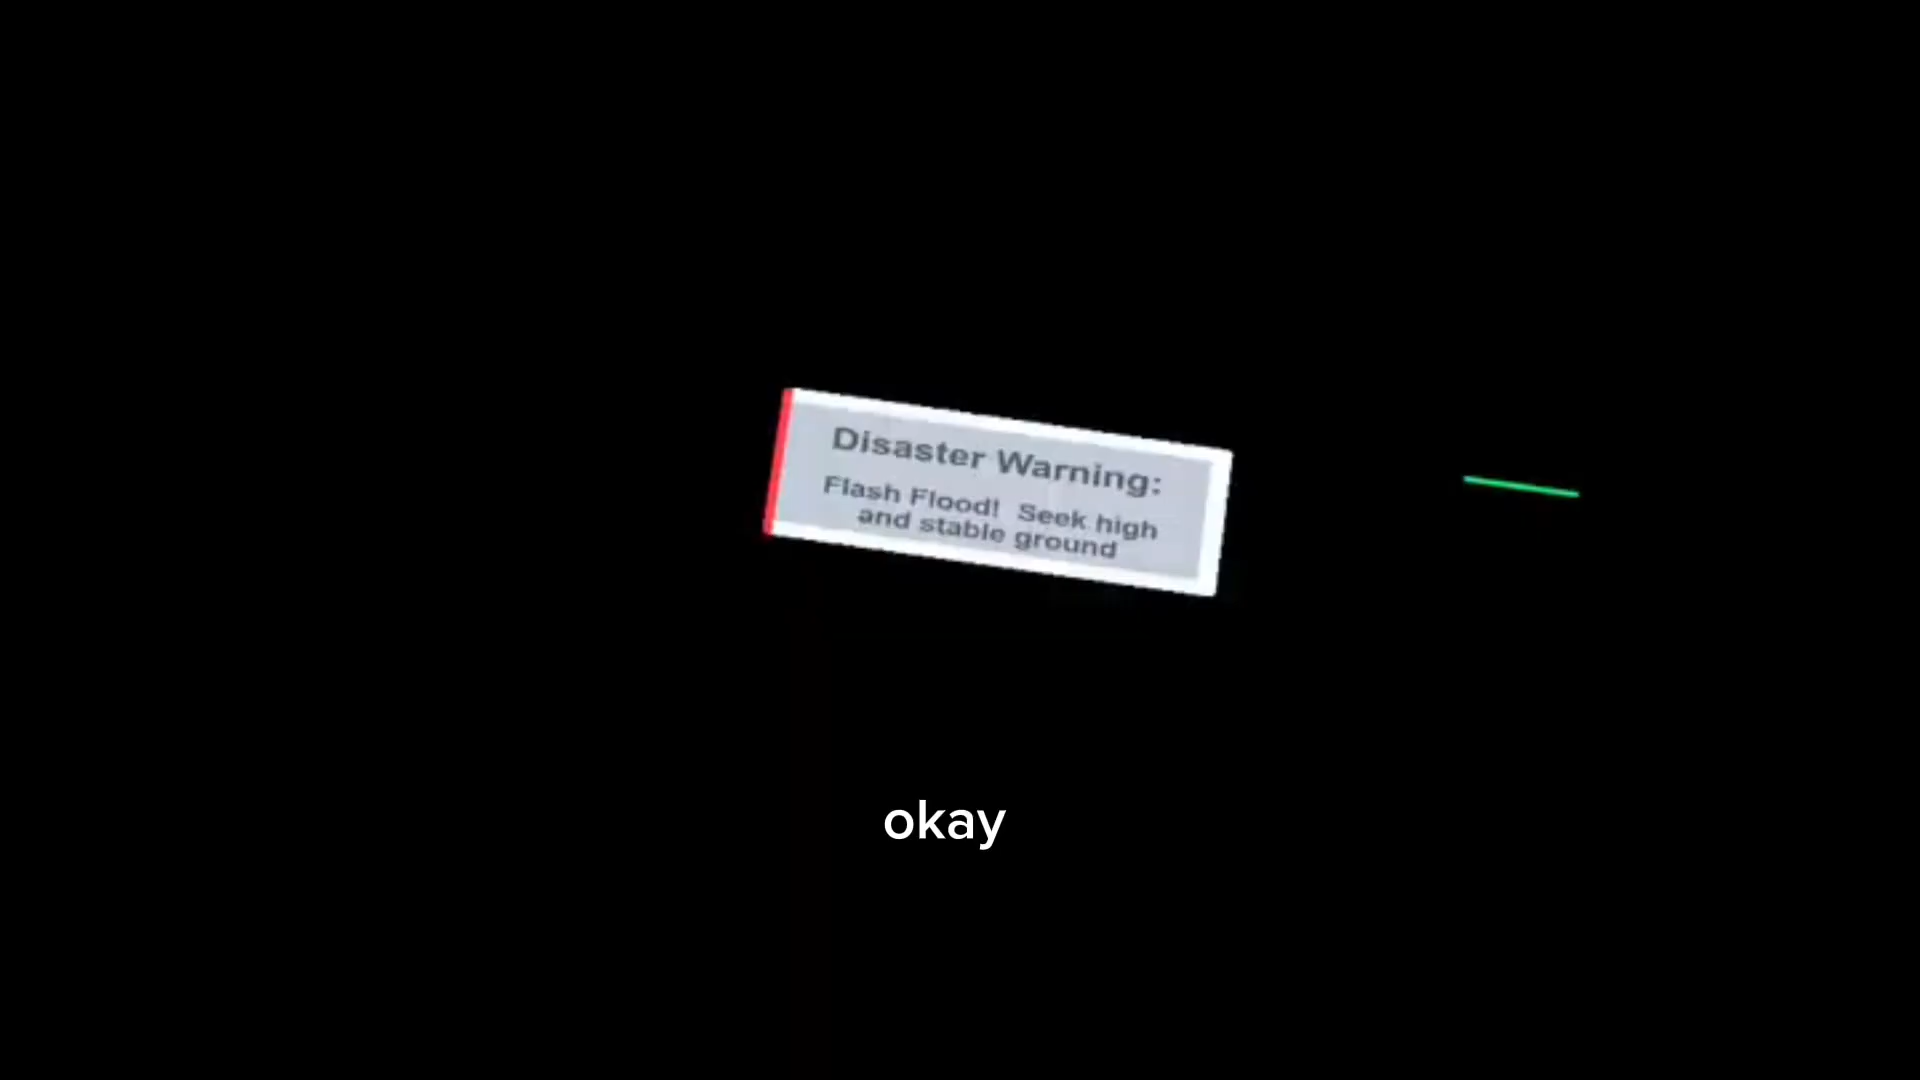 Disaster Warning:
Flash Flood! Seek high
and stable ground
okay